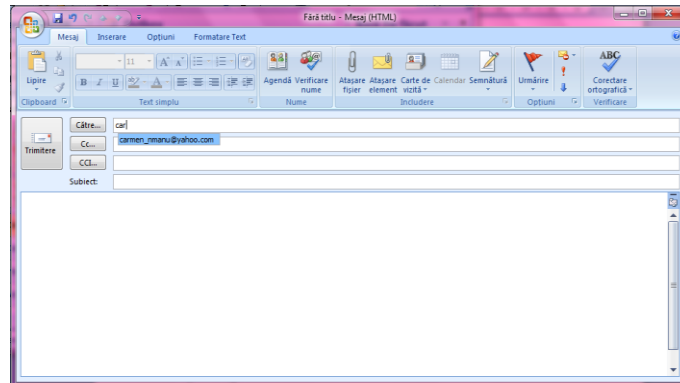 Fără titlu - Mesaj (HTML)
Mesaj Inserare Opțiuni Formatare Text
Lipire
11
B I U
Agendă Verificare nume
Atașare fișier Atașare element Carte de vizită Calendar Semnătură
Urmărire
ABC
Corectare ortografică
Clipboard Text simplu Nume Includere Opțiuni Verificare
Trimitere
Către... car
Cc... carmen_rmanu@yahoo.com
CCI...
Subiect: